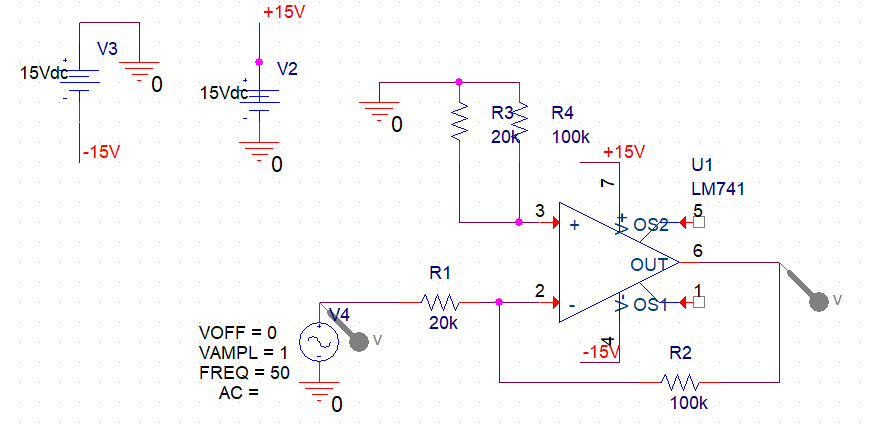 +15V
V3
15Vdc
0
-15V
V2
15Vdc
0
0
R3
20k
R4
100k
+15V
7
U1
LM741
3
+
V+
OS2
5
OUT
6
2
-
V-
OS1
1
4
-15V
R1
20k
V4
V
VOFF = 0
VAMPL = 1
FREQ = 50
AC =
0
R2
100k
V